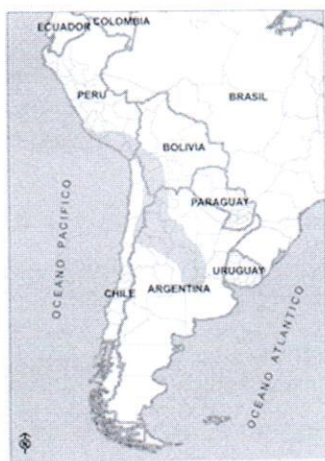 ECUADOR
COLOMBIA
PERU
BRASIL
BOLIVIA
PARAGUAY
OCEANO PACIFICO
CHILE
ARGENTINA
URUGUAY
OCEANO ATLANTICO